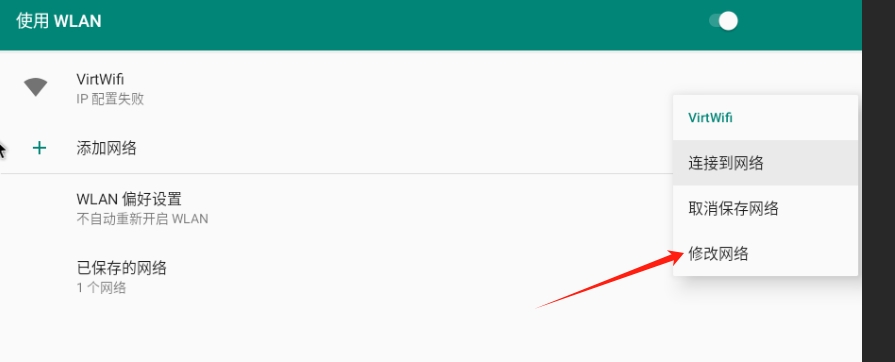 使用 WLAN
VirtWifi
IP 配置失败
添加网络
WLAN 偏好设置
不自动重新开启 WLAN
已保存的网络
1 个网络
VirtWifi
连接到网络
取消保存网络
修改网络